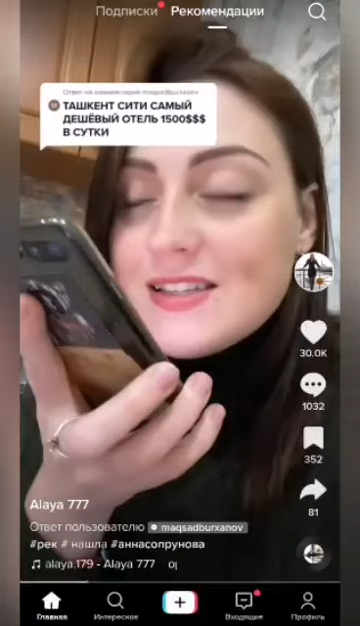 Подписки Рекомендации
Ответ на комментарий maqsadburxanov
ТАШКЕНТ СИТИ САМЫЙ
ДЕШЁВЫЙ ОТЕЛЬ 1500$$$
В СУТКИ
30.0K
1032
352
81
Alaya 777
Ответ пользователю maqsadburxanov
#рек # нашла #аннасопрунова
alaya.179 - Alaya 777
Главная Интересное Входящие Профиль